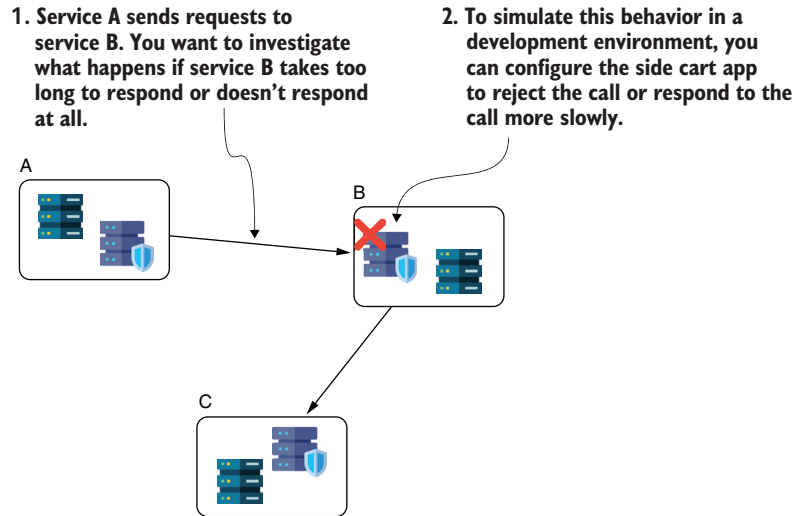 1. Service A sends requests to
service B. You want to investigate
what happens if service B takes too
long to respond or doesn't respond
at all.
2. To simulate this behavior in a
development environment, you
can configure the side cart app
to reject the call or respond to the
call more slowly.
A
B
C